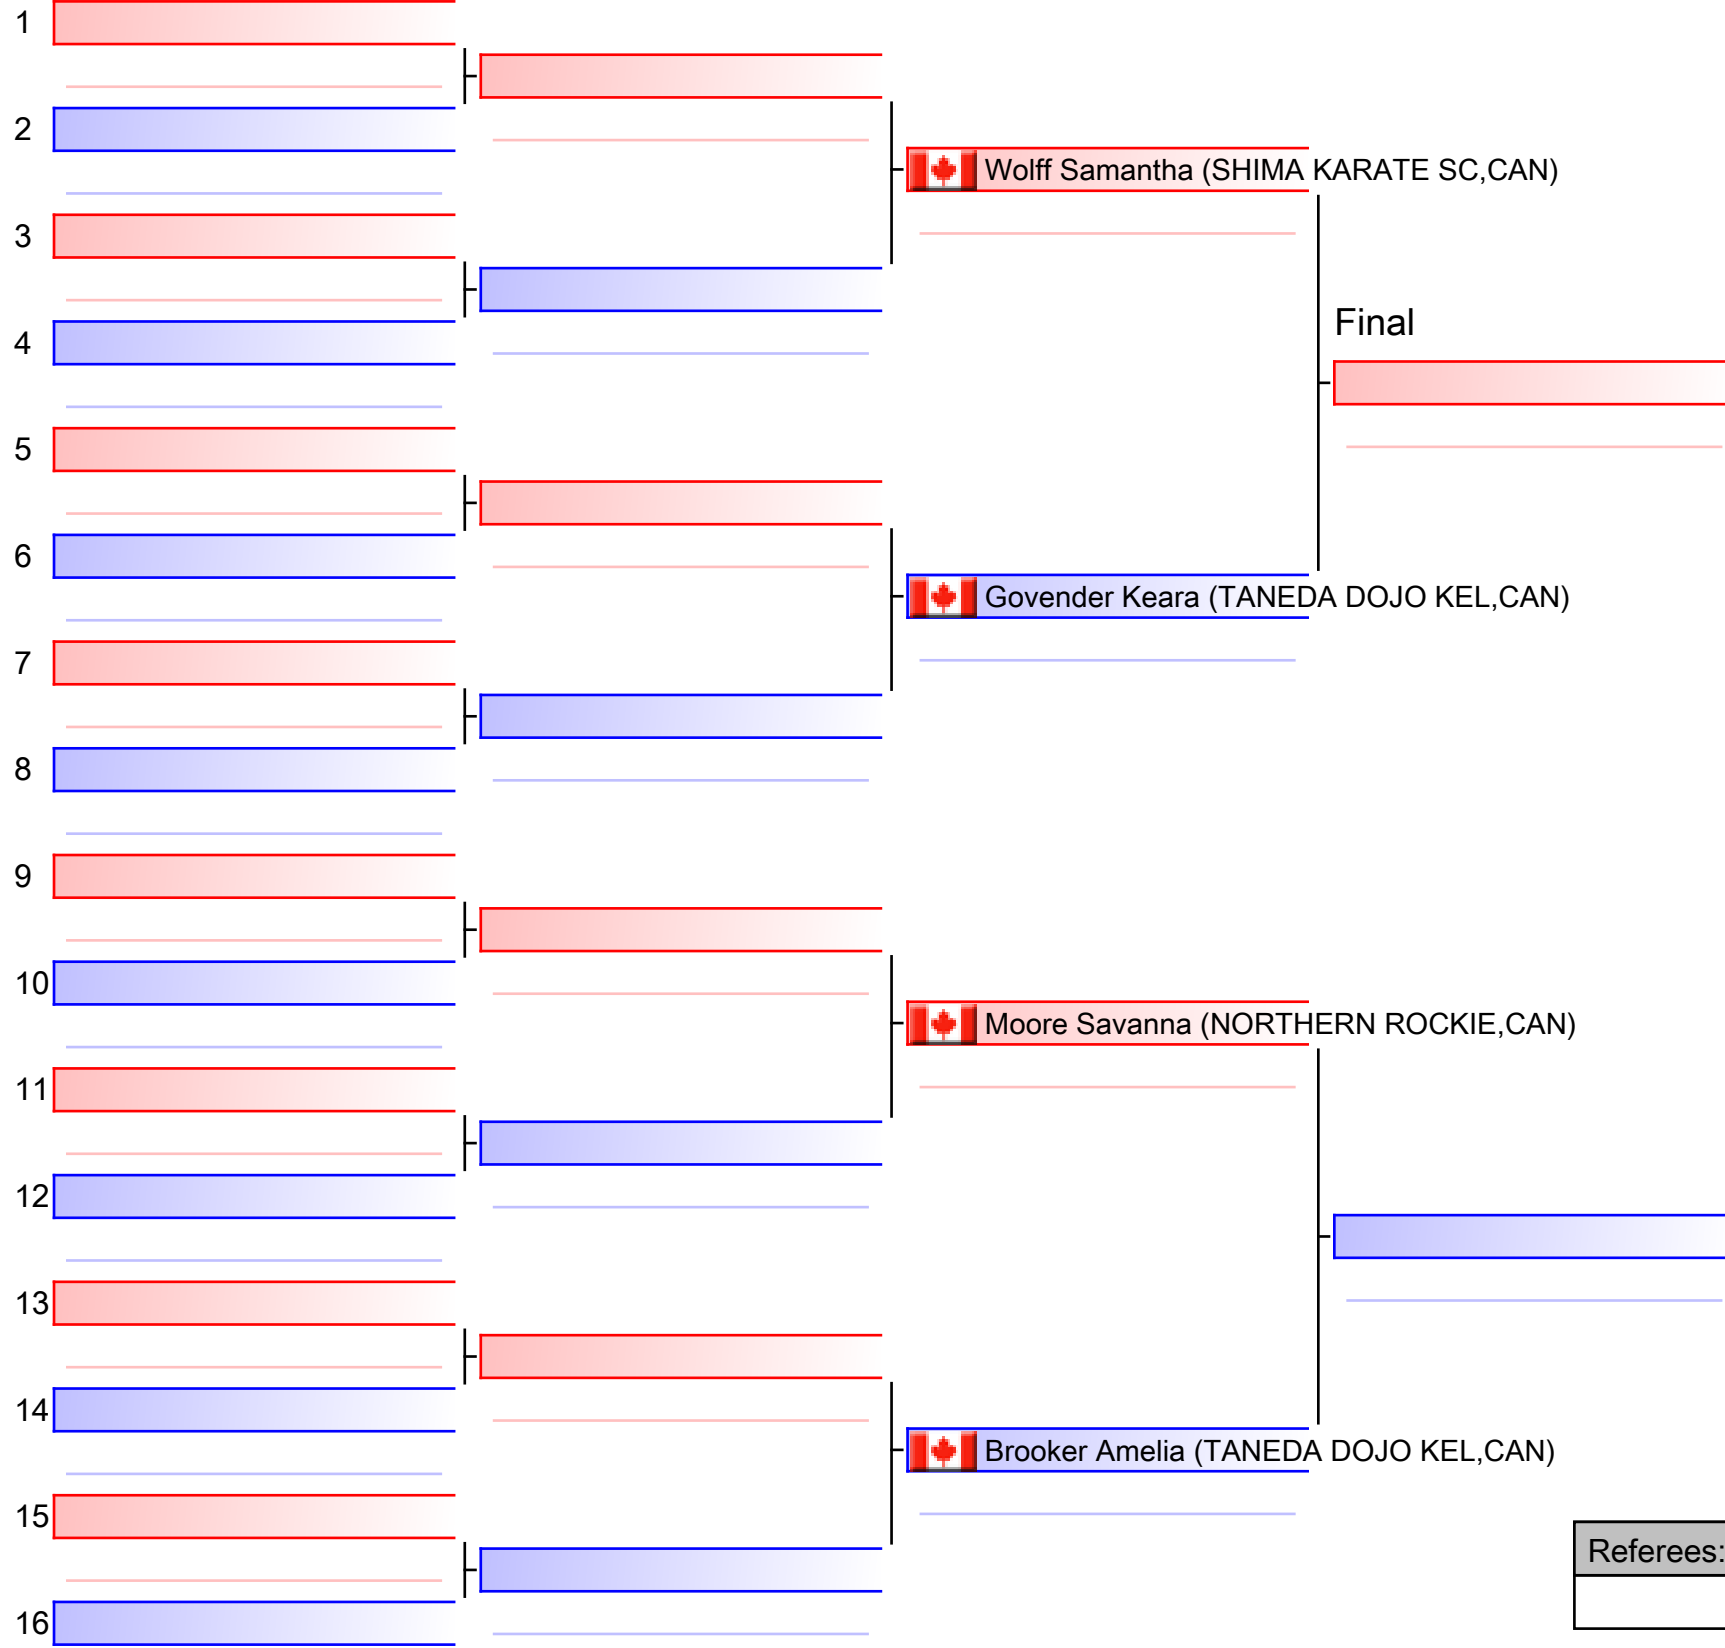 1
2
Wolff Samantha (SHIMA KARATE SC,CAN)
3
Final
4
5
6
Govender Keara (TANEDA DOJO KEL,CAN)
7
8
9
10
Moore Savanna (NORTHERN ROCKIE,CAN)
11
12
13
14
Brooker Amelia (TANEDA DOJO KEL,CAN)
15
Referees:
16